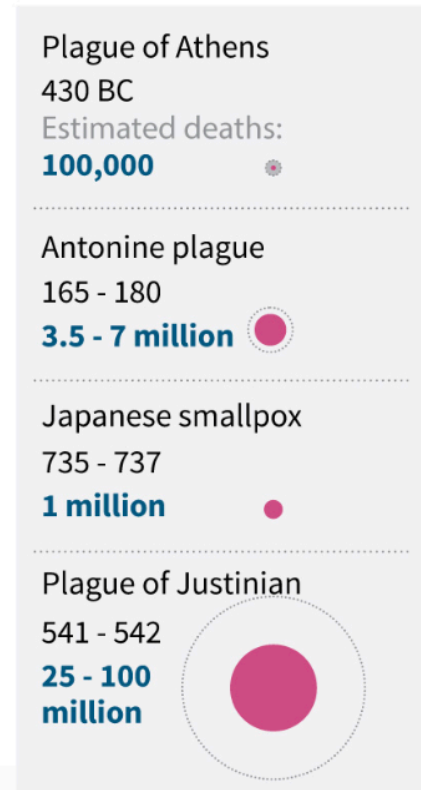 Plague of Athens
430 BC
Estimated deaths:
100,000
Antonine plague
165 - 180
3.5 - 7 million
Japanese smallpox
735 - 737
1 million
Plague of Justinian
541 - 542
25 - 100
million